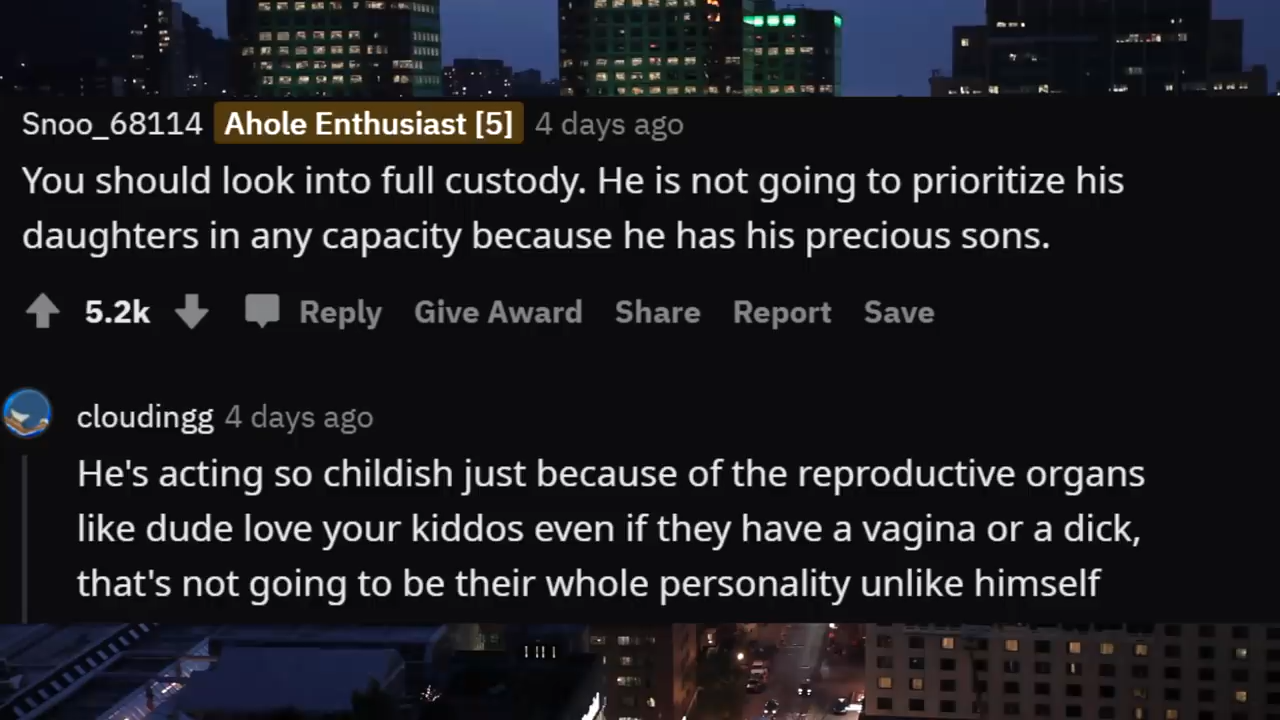 Snoo_68114 Ahole Enthusiast [5] 4 days ago
You should look into full custody. He is not going to prioritize his
daughters in any capacity because he has his precious sons.
5.2k Reply Give Award Share Report Save
cloudingg 4 days ago
He's acting so childish just because of the reproductive organs
like dude love your kiddos even if they have a vagina or a dick,
that's not going to be their whole personality unlike himself